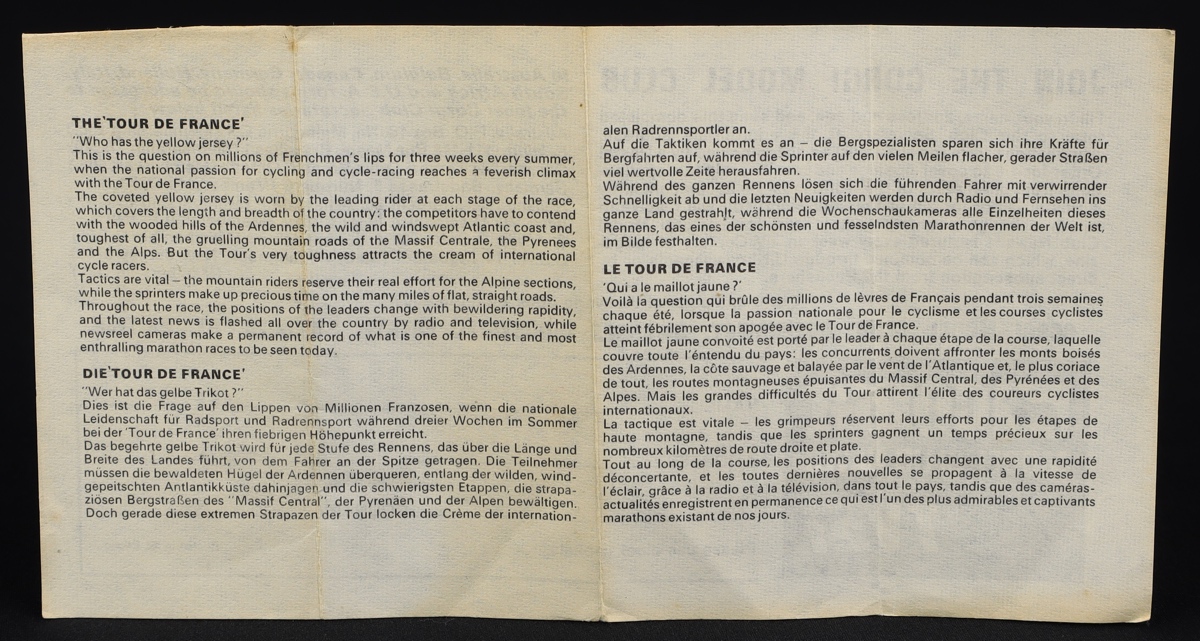 THE 'TOUR DE FRANCE'
"Who has the yellow jersey?"
This is the question on millions of Frenchmen's lips for three weeks every summer,
when the national passion for cycling and cycle-racing reaches a feverish climax
with the Tour de France.
The coveted yellow jersey is worn by the leading rider at each stage of the race,
which covers the length and breadth of the country: the competitors have to contend
with the wooded hills of the Ardennes, the wild and windswept Atlantic coast and,
toughest of all, the gruelling mountain roads of the Massif Centrale, the Pyrenees
and the Alps. But the Tour's very toughness attracts the cream of international
cycle racers.
Tactics are vital – the mountain riders reserve their real effort for the Alpine sections,
while the sprinters make up precious time on the many miles of flat, straight roads.
Throughout the race, the positions of the leaders change with bewildering rapidity,
and the latest news is flashed all over the country by radio and television, while
newsreel cameras make a permanent record of what is one of the finest and most
enthralling marathon races to be seen today.
DIE 'TOUR DE FRANCE'
"Wer hat das gelbe Trikot?"
Dies ist die Frage auf den Lippen von Millionen Franzosen, wenn die nationale
Leidenschaft für Radsport und Radrennsport während dreier Wochen im Sommer
bei der 'Tour de France' ihren fiebrigen Höhepunkt erreicht.
Das begehrte gelbe Trikot wird für jede Stufe des Rennens, das über die Länge und
Breite des Landes führt, von dem Fahrer an der Spitze getragen. Die Teilnehmer
müssen die bewaldeten Hügel der Ardennen überqueren, entlang der wilden, wind-
gepeitschten Antlantikküste dahinjagen und die schwierigsten Etappen, die strapa-
ziösen Bergstraßen des "Massif Central", der Pyrenäen und der Alpen bewältigen.
Doch gerade diese extremen Strapazen der Tour locken die Crème der internation-
alen Radrennsportler an.
Auf die Taktiken kommt es an – die Bergspezialisten sparen sich ihre Kräfte für
Bergfahrten auf, während die Sprinter auf den vielen Meilen flacher, gerader Straßen
viel wertvolle Zeite herausfahren.
Während des ganzen Rennens lösen sich die führenden Fahrer mit verwirrender
Schnelligkeit ab und die letzten Neuigkeiten werden durch Radio und Fernsehen ins
ganze Land gestrahlt, während die Wochenschaukameras alle Einzelheiten dieses
Rennens, das eines der schönsten und fesselndsten Marathonrennen der Welt ist,
im Bilde festhalten.
LE TOUR DE FRANCE
'Qui a le maillot jaune?'
Voilà la question qui brûle des millions de lèvres de Français pendant trois semaines
chaque été, lorsque la passion nationale pour le cyclisme et les courses cyclistes
atteint fébrilement son apogée avec le Tour de France.
Le maillot jaune convoité est porté par le leader à chaque étape de la course, laquelle
couvre toute l'éntendu du pays: les concurrents doivent affronter les monts boisés
des Ardennes, la côte sauvage et balayée par le vent de l'Atlantique et, le plus coriace
de tout, les routes montagneuses épuisantes du Massif Central, des Pyrénées et des
Alpes. Mais les grandes difficultés du Tour attirent l'élite des coureurs cyclistes
internationaux.
La tactique est vitale – les grimpeurs réservent leurs efforts pour les étapes de
haute montagne, tandis que les sprinters gagnent un temps précieux sur les
nombreux kilomètres de route droite et plate.
Tout au long de la course, les positions des leaders changent avec une rapidité
déconcertante, et les toutes dernières nouvelles se propagent à la vitesse de
l'éclair, grâce à la radio et à la télévision, dans tout le pays, tandis que des caméras-
actualités enregistrent en permanence ce qui est l'un des plus admirables et captivants
marathons existant de nos jours.